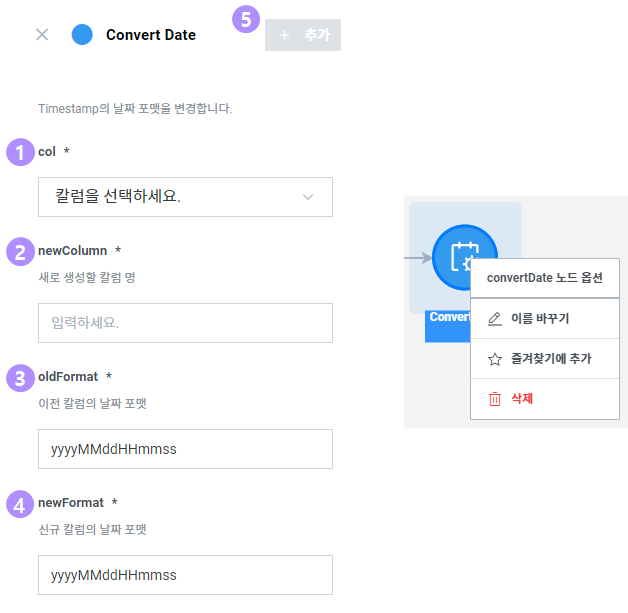 Convert Date
5
+ 추가
Timestamp의 날짜 포맷을 변경합니다.
1 col *
칼럼을 선택하세요.
2 newColumn *
새로 생성할 칼럼 명
입력하세요.
3 oldFormat *
이전 칼럼의 날짜 포맷
yyyyMMddHHmmss
4 newFormat *
신규 칼럼의 날짜 포맷
yyyyMMddHHmmss
Convert
convertDate 노드 옵션
이름 바꾸기
즐겨찾기에 추가
삭제